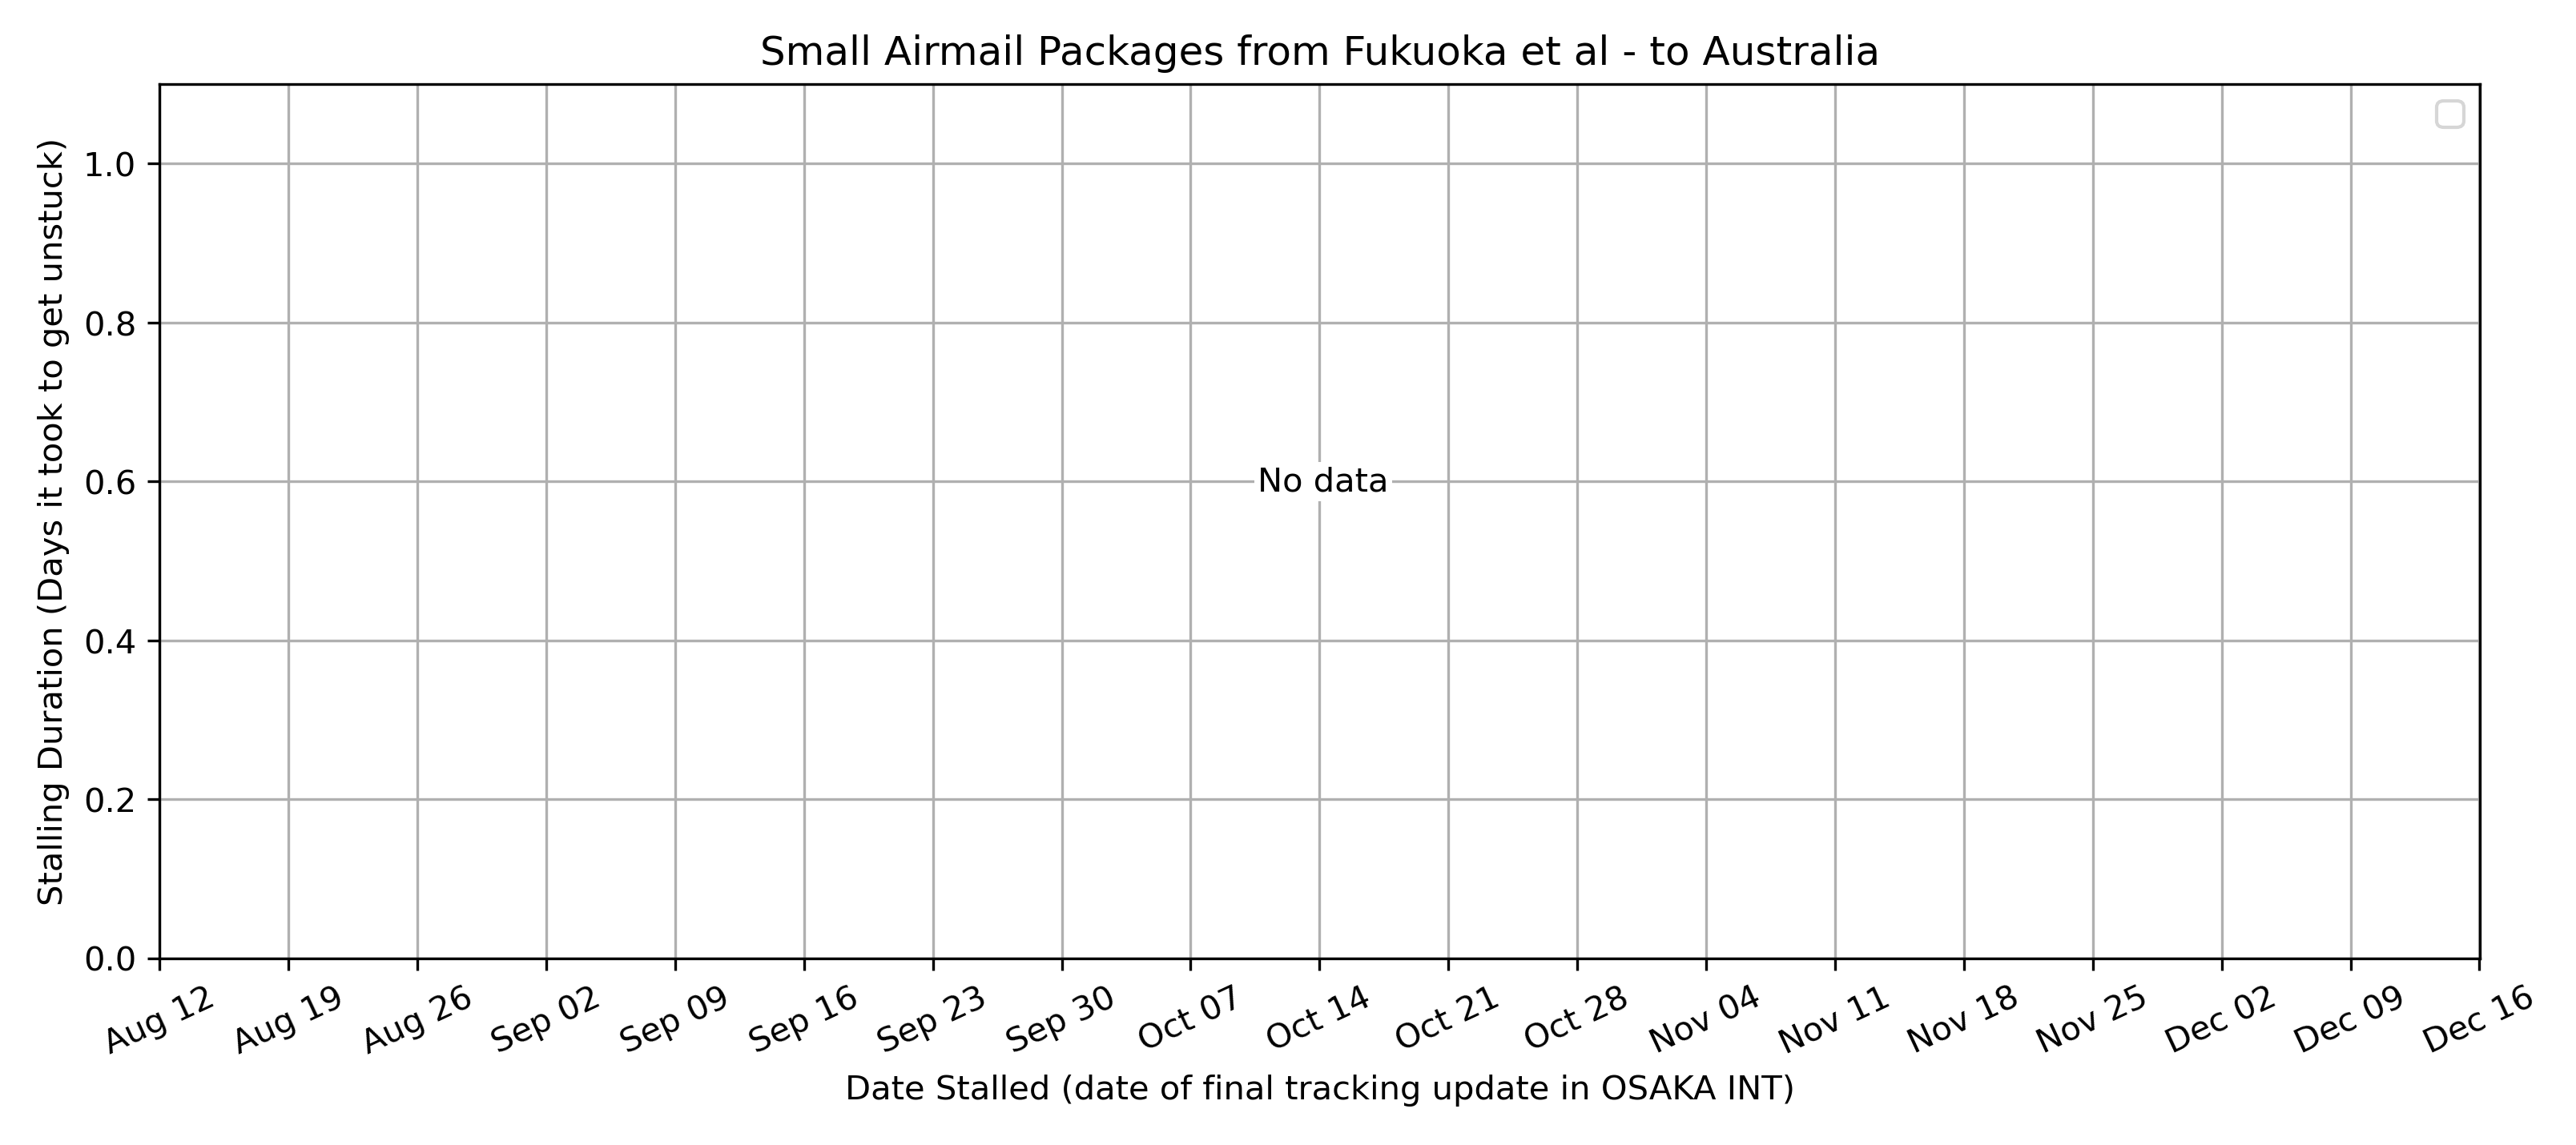 Small Airmail Packages from Fukuoka et al - to Australia
Stalling Duration (Days it took to get unstuck)
1.0
0.8
0.6
0.4
0.2
0.0
No data
Aug 12 Aug 19 Aug 26 Sep 02 Sep 09 Sep 16 Sep 23 Sep 30 Oct 07 Oct 14 Oct 21 Oct 28 Nov 04 Nov 11 Nov 18 Nov 25 Dec 02 Dec 09 Dec 16
Date Stalled (date of final tracking update in OSAKA INT)